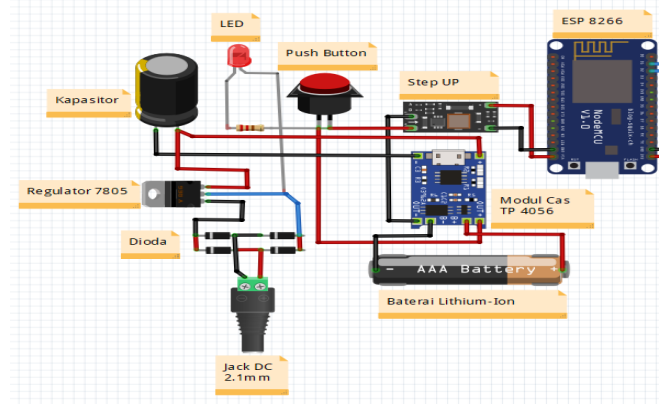 LED
ESP 8266
Push Button
Step UP
Kapasitor
NodeMCU
V1.0
Regulator 7805
Modul Cas
TP 4056
Dioda
- AAA Battery +
Baterai Lithium-Ion
Jack DC
2.1mm